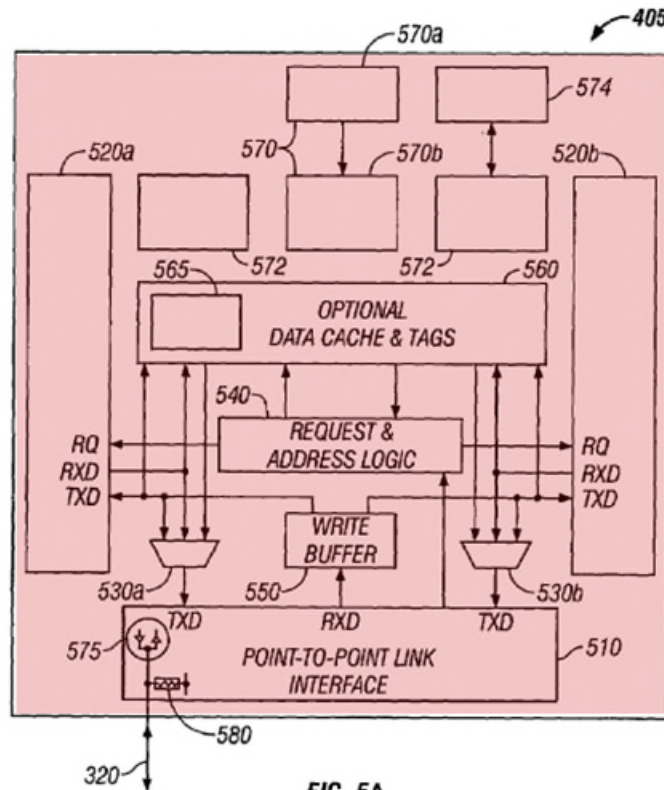 405
570a
574
520a
570
570b
520b
572
572
565
560
OPTIONAL
DATA CACHE & TAGS
540
RQ
REQUEST &
ADDRESS LOGIC
RQ
RXD
RXD
TXD
TXD
WRITE
BUFFER
530a
550
530b
TXD
RXD
TXD
575
510
POINT-TO-POINT LINK
INTERFACE
580
320
FIG. 5A